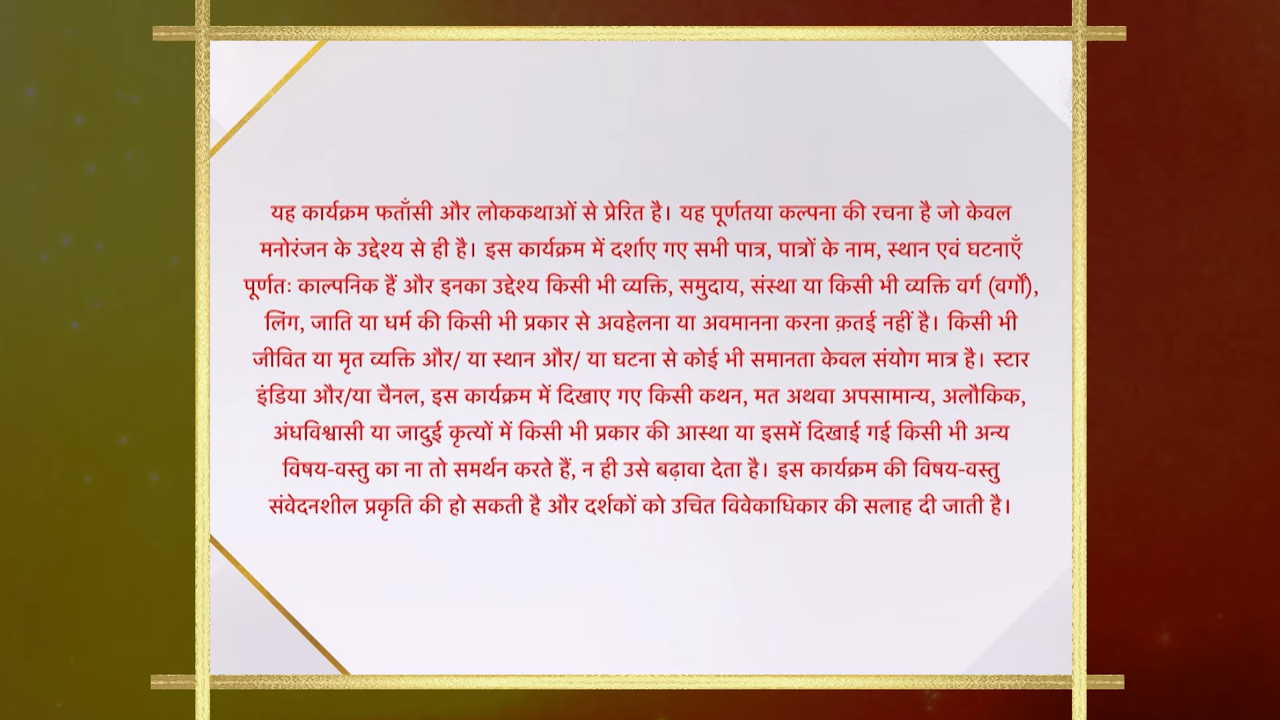 यह कार्यक्रम फताँसी और लोककथाओं से प्रेरित है। यह पूर्णतया कल्पना की रचना है जो केवल
मनोरंजन के उद्देश्य से ही है। इस कार्यक्रम में दर्शाए गए सभी पात्र, पात्रों के नाम, स्थान एवं घटनाएँ
पूर्णतः काल्पनिक हैं और इनका उद्देश्य किसी भी व्यक्ति, समुदाय, संस्था या किसी भी व्यक्ति वर्ग (वर्गों),
लिंग, जाति या धर्म की किसी भी प्रकार से अवहेलना या अवमानना करना क़तई नहीं है। किसी भी
जीवित या मृत व्यक्ति और/ या स्थान और/ या घटना से कोई भी समानता केवल संयोग मात्र है। स्टार
इंडिया और/या चैनल, इस कार्यक्रम में दिखाए गए किसी कथन, मत अथवा अपसामान्य, अलौकिक,
अंधविश्वासी या जादुई कृत्यों में किसी भी प्रकार की आस्था या इसमें दिखाई गई किसी भी अन्य
विषय-वस्तु का ना तो समर्थन करते हैं, न ही उसे बढ़ावा देता है। इस कार्यक्रम की विषय-वस्तु
संवेदनशील प्रकृति की हो सकती है और दर्शकों को उचित विवेकाधिकार की सलाह दी जाती है।